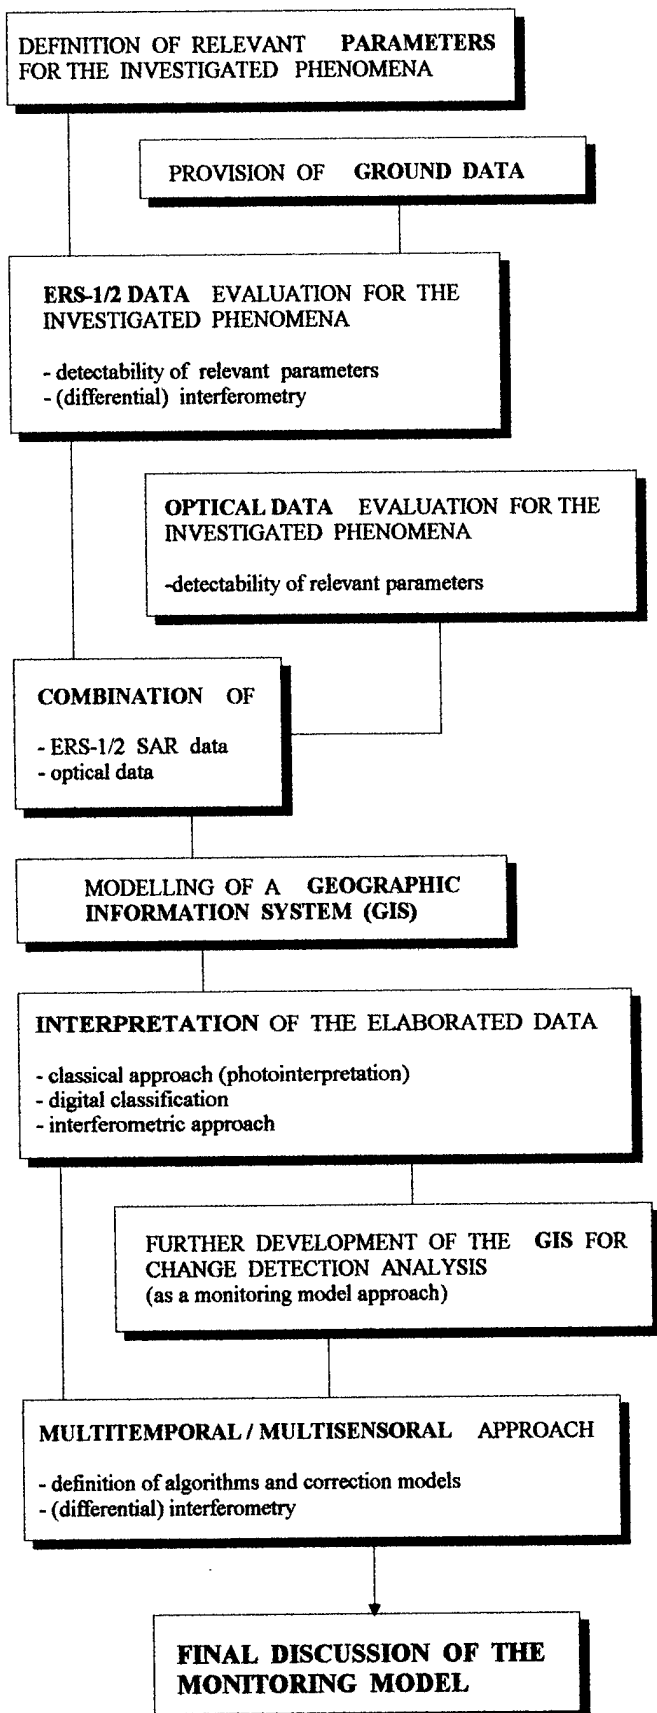 DEFINITION OF RELEVANT PARAMETERS
FOR THE INVESTIGATED PHENOMENA
PROVISION OF GROUND DATA
ERS-1/2 DATA EVALUATION FOR THE
INVESTIGATED PHENOMENA
- detectability of relevant parameters
- (differential) interferometry
OPTICAL DATA EVALUATION FOR THE
INVESTIGATED PHENOMENA
-detectability of relevant parameters
COMBINATION OF
- ERS-1/2 SAR data
- optical data
MODELLING OF A GEOGRAPHIC
INFORMATION SYSTEM (GIS)
INTERPRETATION OF THE ELABORATED DATA
- classical approach (photointerpretation)
- digital classification
- interferometric approach
FURTHER DEVELOPMENT OF THE GIS FOR
CHANGE DETECTION ANALYSIS
(as a monitoring model approach)
MULTITEMPORAL / MULTISENSORAL APPROACH
- definition of algorithms and correction models
- (differential) interferometry
FINAL DISCUSSION OF THE
MONITORING MODEL